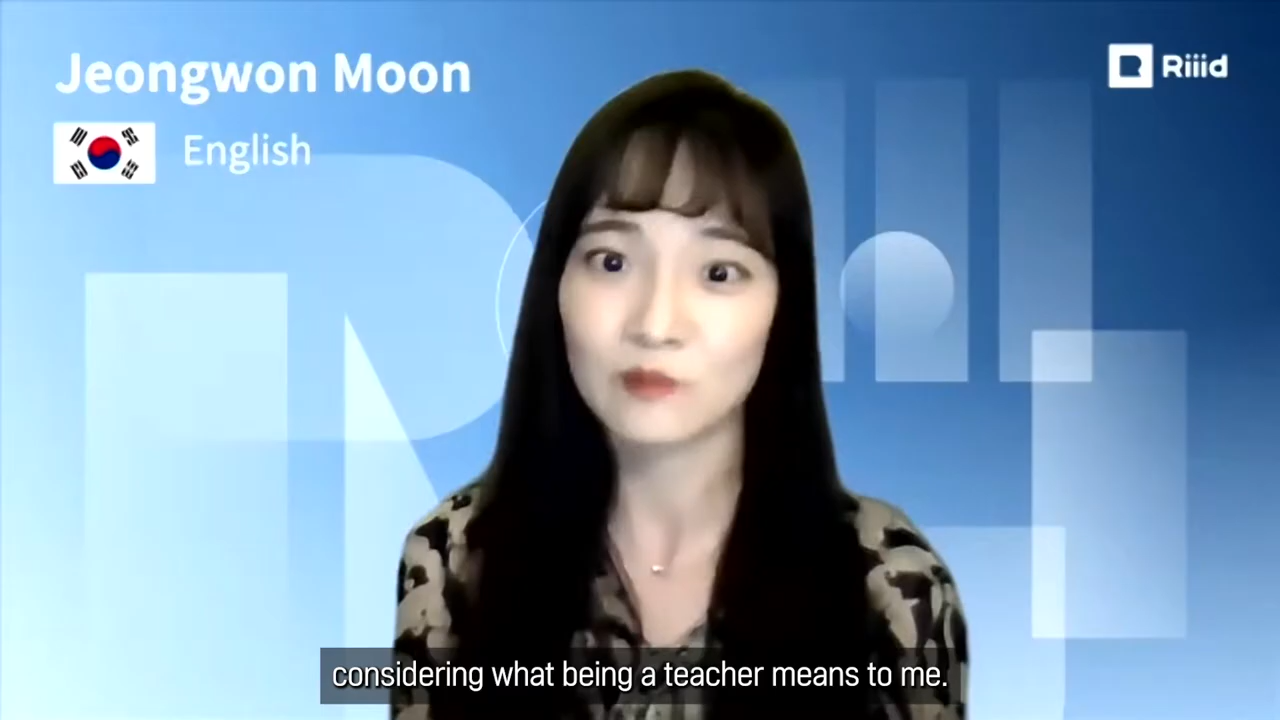 Jeongwon Moon
Riiid
English
considering what being a teacher means to me.